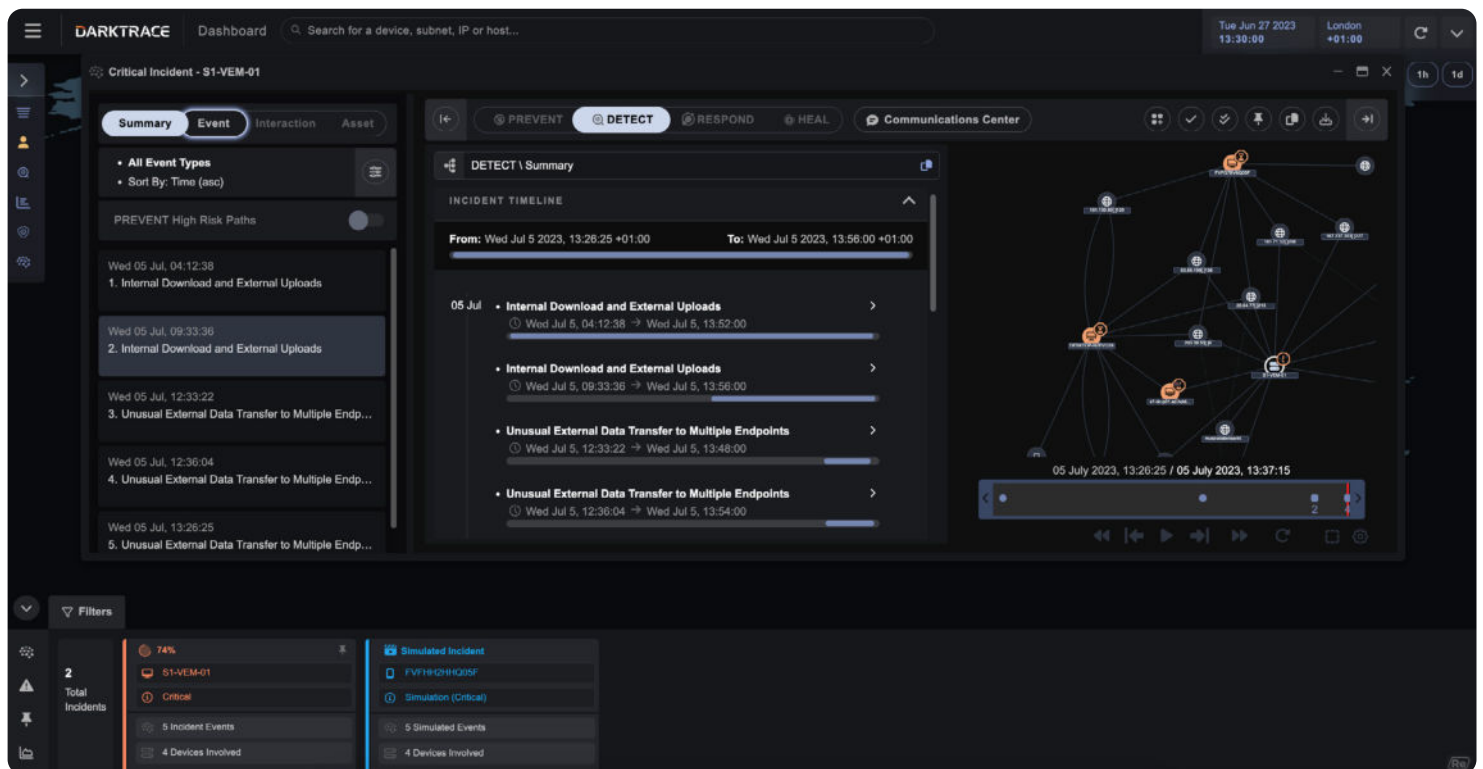 DARKTRACE
Dashboard
Search for a device, subnet, IP or host...
Tue Jun 27 2023
13:30:00
London
+01:00
Critical Incident - S1-VEM-01
1h
1d
Summary
Event
Interaction
Asset
PREVENT
DETECT
RESPOND
HEAL
Communications Center
• All Event Types
• Sort By: Time (asc)
PREVENT High Risk Paths
Wed 05 Jul, 04:12:38
1. Internal Download and External Uploads
Wed 05 Jul, 09:33:36
2. Internal Download and External Uploads
Wed 05 Jul, 12:33:22
3. Unusual External Data Transfer to Multiple Endp...
Wed 05 Jul, 12:36:04
4. Unusual External Data Transfer to Multiple Endp...
Wed 05 Jul, 13:26:25
5. Unusual External Data Transfer to Multiple Endp...
DETECT \ Summary
INCIDENT TIMELINE
From: Wed Jul 5 2023, 13:26:25 +01:00
To: Wed Jul 5 2023, 13:56:00 +01:00
05 Jul
• Internal Download and External Uploads
Wed Jul 5, 04:12:38 → Wed Jul 5, 13:52:00
• Internal Download and External Uploads
Wed Jul 5, 09:33:36 → Wed Jul 5, 13:56:00
• Unusual External Data Transfer to Multiple Endpoints
Wed Jul 5, 12:33:22 → Wed Jul 5, 13:48:00
• Unusual External Data Transfer to Multiple Endpoints
Wed Jul 5, 12:36:04 → Wed Jul 5, 13:54:00
S1-VEM-01
05 July 2023, 13:26:25 / 05 July 2023, 13:37:15
2
4
Filters
2
Total
Incidents
74%
S1-VEM-01
Critical
5 Incident Events
4 Devices Involved
Simulated Incident
FVFHH2HHQ05F
Simulation (Critical)
5 Simulated Events
4 Devices Involved